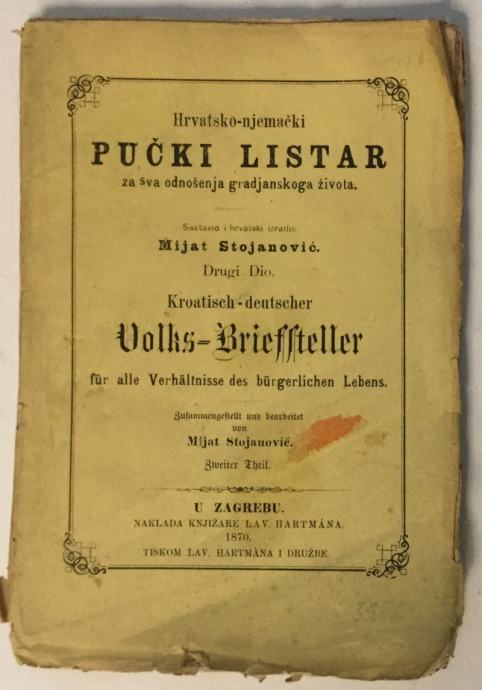 Hrvatsko-njemački
PUČKI LISTAR
za sva odnošenja gradjanskoga života.
Sastavio i hrvatski izradio
Mijat Stojanović.
Drugi Dio.
Kroatisch-deutscher
Volks-Briefsteller
für alle Verhältnisse des bürgerlichen Lebens.
Zusammengestellt und bearbeitet
von
Mijat Stojanović.
Zweiter Theil.
U ZAGREBU.
NAKLADA KNJIŽARE LAV. HARTMÁNA.
1870.
TISKOM LAV. HARTMÀNA I DRUŽBE.